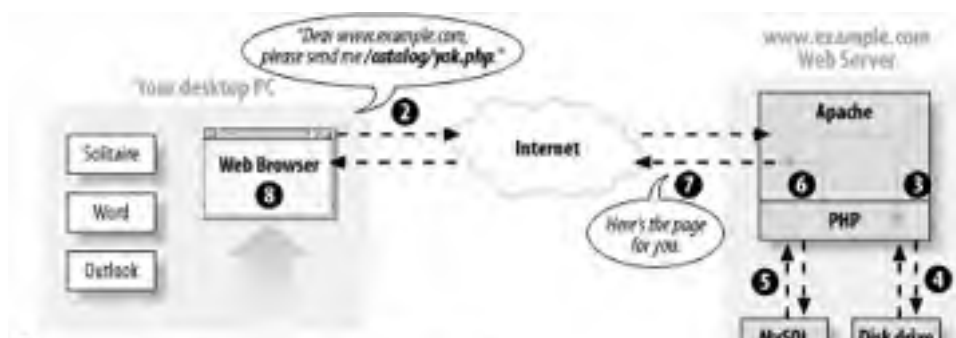 "Dear www.example.com,
please send me /catalog/yak.php."
www.example.com
Web Server
Your desktop PC
2
Apache
Solitaire
Web Browser
8
Internet
7
6
3
Word
Here's the page
for you.
PHP
Outlook
5
4
MySQL
Disk drive